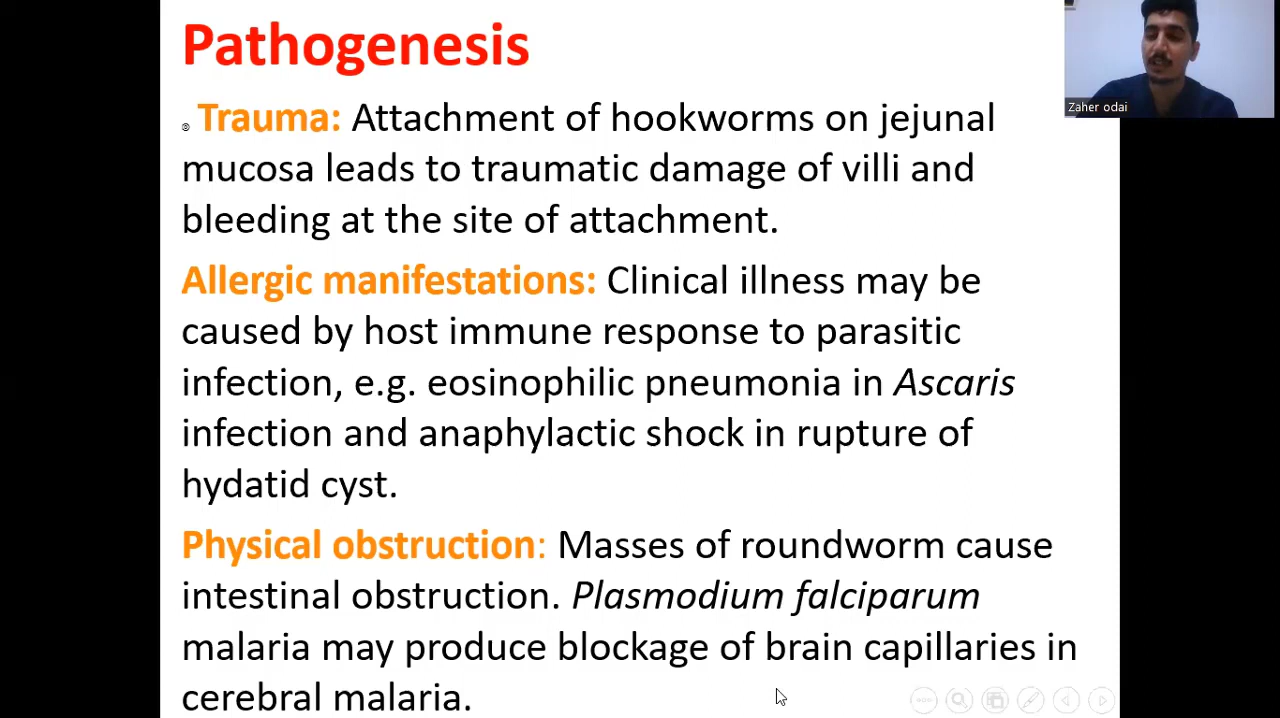 Pathogenesis
Trauma: Attachment of hookworms on jejunal
mucosa leads to traumatic damage of villi and
bleeding at the site of attachment.
Allergic manifestations: Clinical illness may be
caused by host immune response to parasitic
infection, e.g. eosinophilic pneumonia in Ascaris
infection and anaphylactic shock in rupture of
hydatid cyst.
Physical obstruction: Masses of roundworm cause
intestinal obstruction. Plasmodium falciparum
malaria may produce blockage of brain capillaries in
cerebral malaria.
Zaher odai